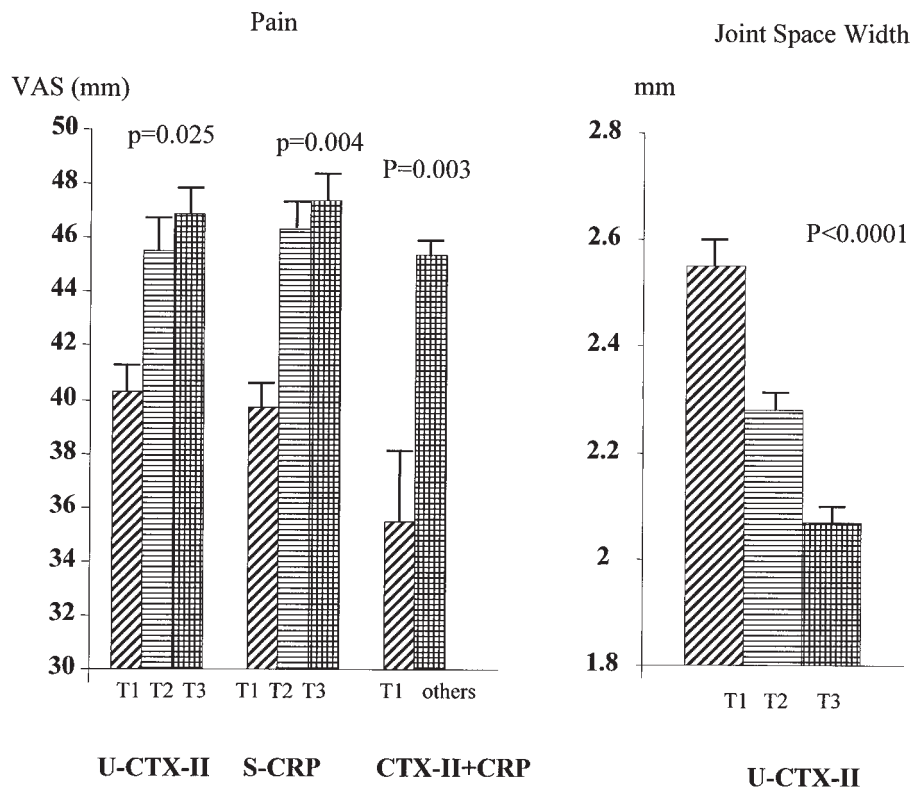 Pain
Joint Space Width
VAS (mm)
mm
50
48
46
44
42
40
38
36
34
32
30
p=0.025
p=0.004
P=0.003
T1 T2 T3
T1 T2 T3
T1 others
U-CTX-II
S-CRP
CTX-II+CRP
2.8
2.6
2.4
2.2
2
1.8
P<0.0001
T1 T2 T3
U-CTX-II